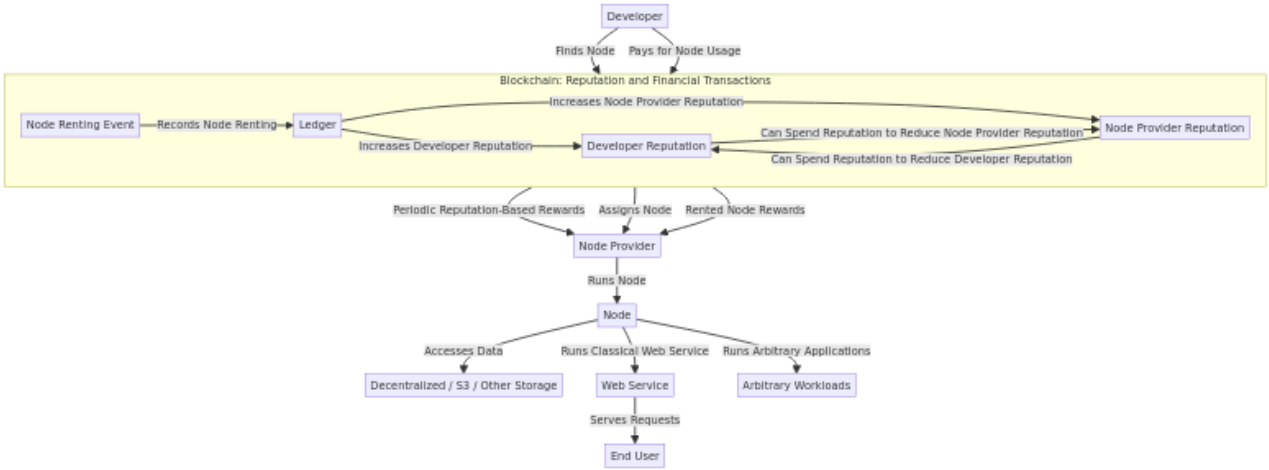 Developer
Finds Node
Pays for Node Usage
Blockchain: Reputation and Financial Transactions
Increases Node Provider Reputation
Node Renting Event
Records Node Renting
Ledger
Node Provider Reputation
Can Spend Reputation to Reduce Node Provider Reputation
Increases Developer Reputation
Developer Reputation
Can Spend Reputation to Reduce Developer Reputation
Periodic Reputation-Based Rewards
Assigns Node
Rented Node Rewards
Node Provider
Runs Node
Node
Accesses Data
Runs Classical Web Service
Runs Arbitrary Applications
Decentralized / S3 / Other Storage
Web Service
Arbitrary Workloads
Serves Requests
End User